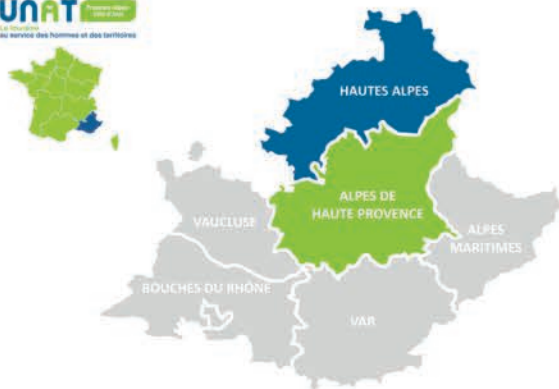 UNAT
Le tourisme
au service des hommes et des territoires
HAUTES ALPES
ALPES DE
HAUTE PROVENCE
VAUCLUSE
ALPES
MARITIMES
BOUCHES DU RHÔNE
VAR